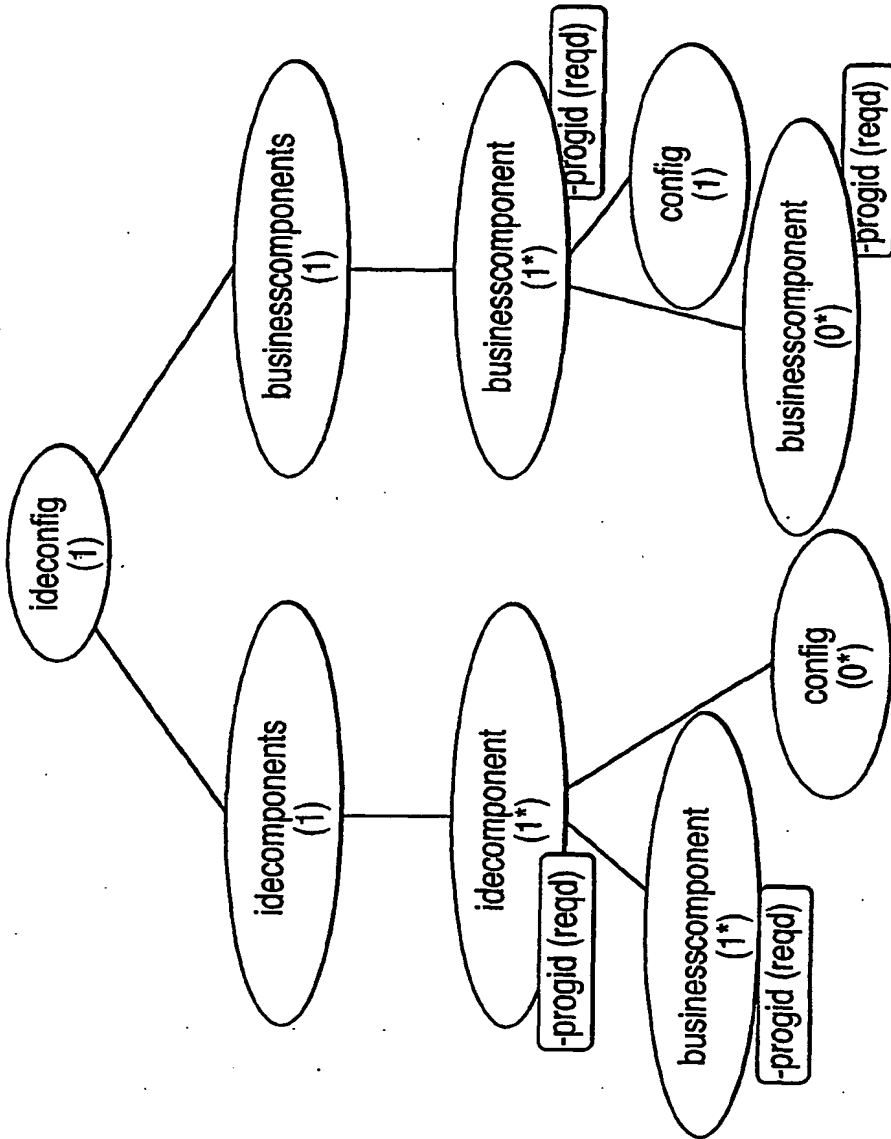 ideconfig
(1)
idecomponents
(1)
businesscomponents
(1)
idecomponent
(1*)
-progid (reqd)
businesscomponent
(1*)
-progid (reqd)
businesscomponent
(1*)
-progid (reqd)
config
(0*)
businesscomponent
(0*)
-progid (reqd)
config
(1)